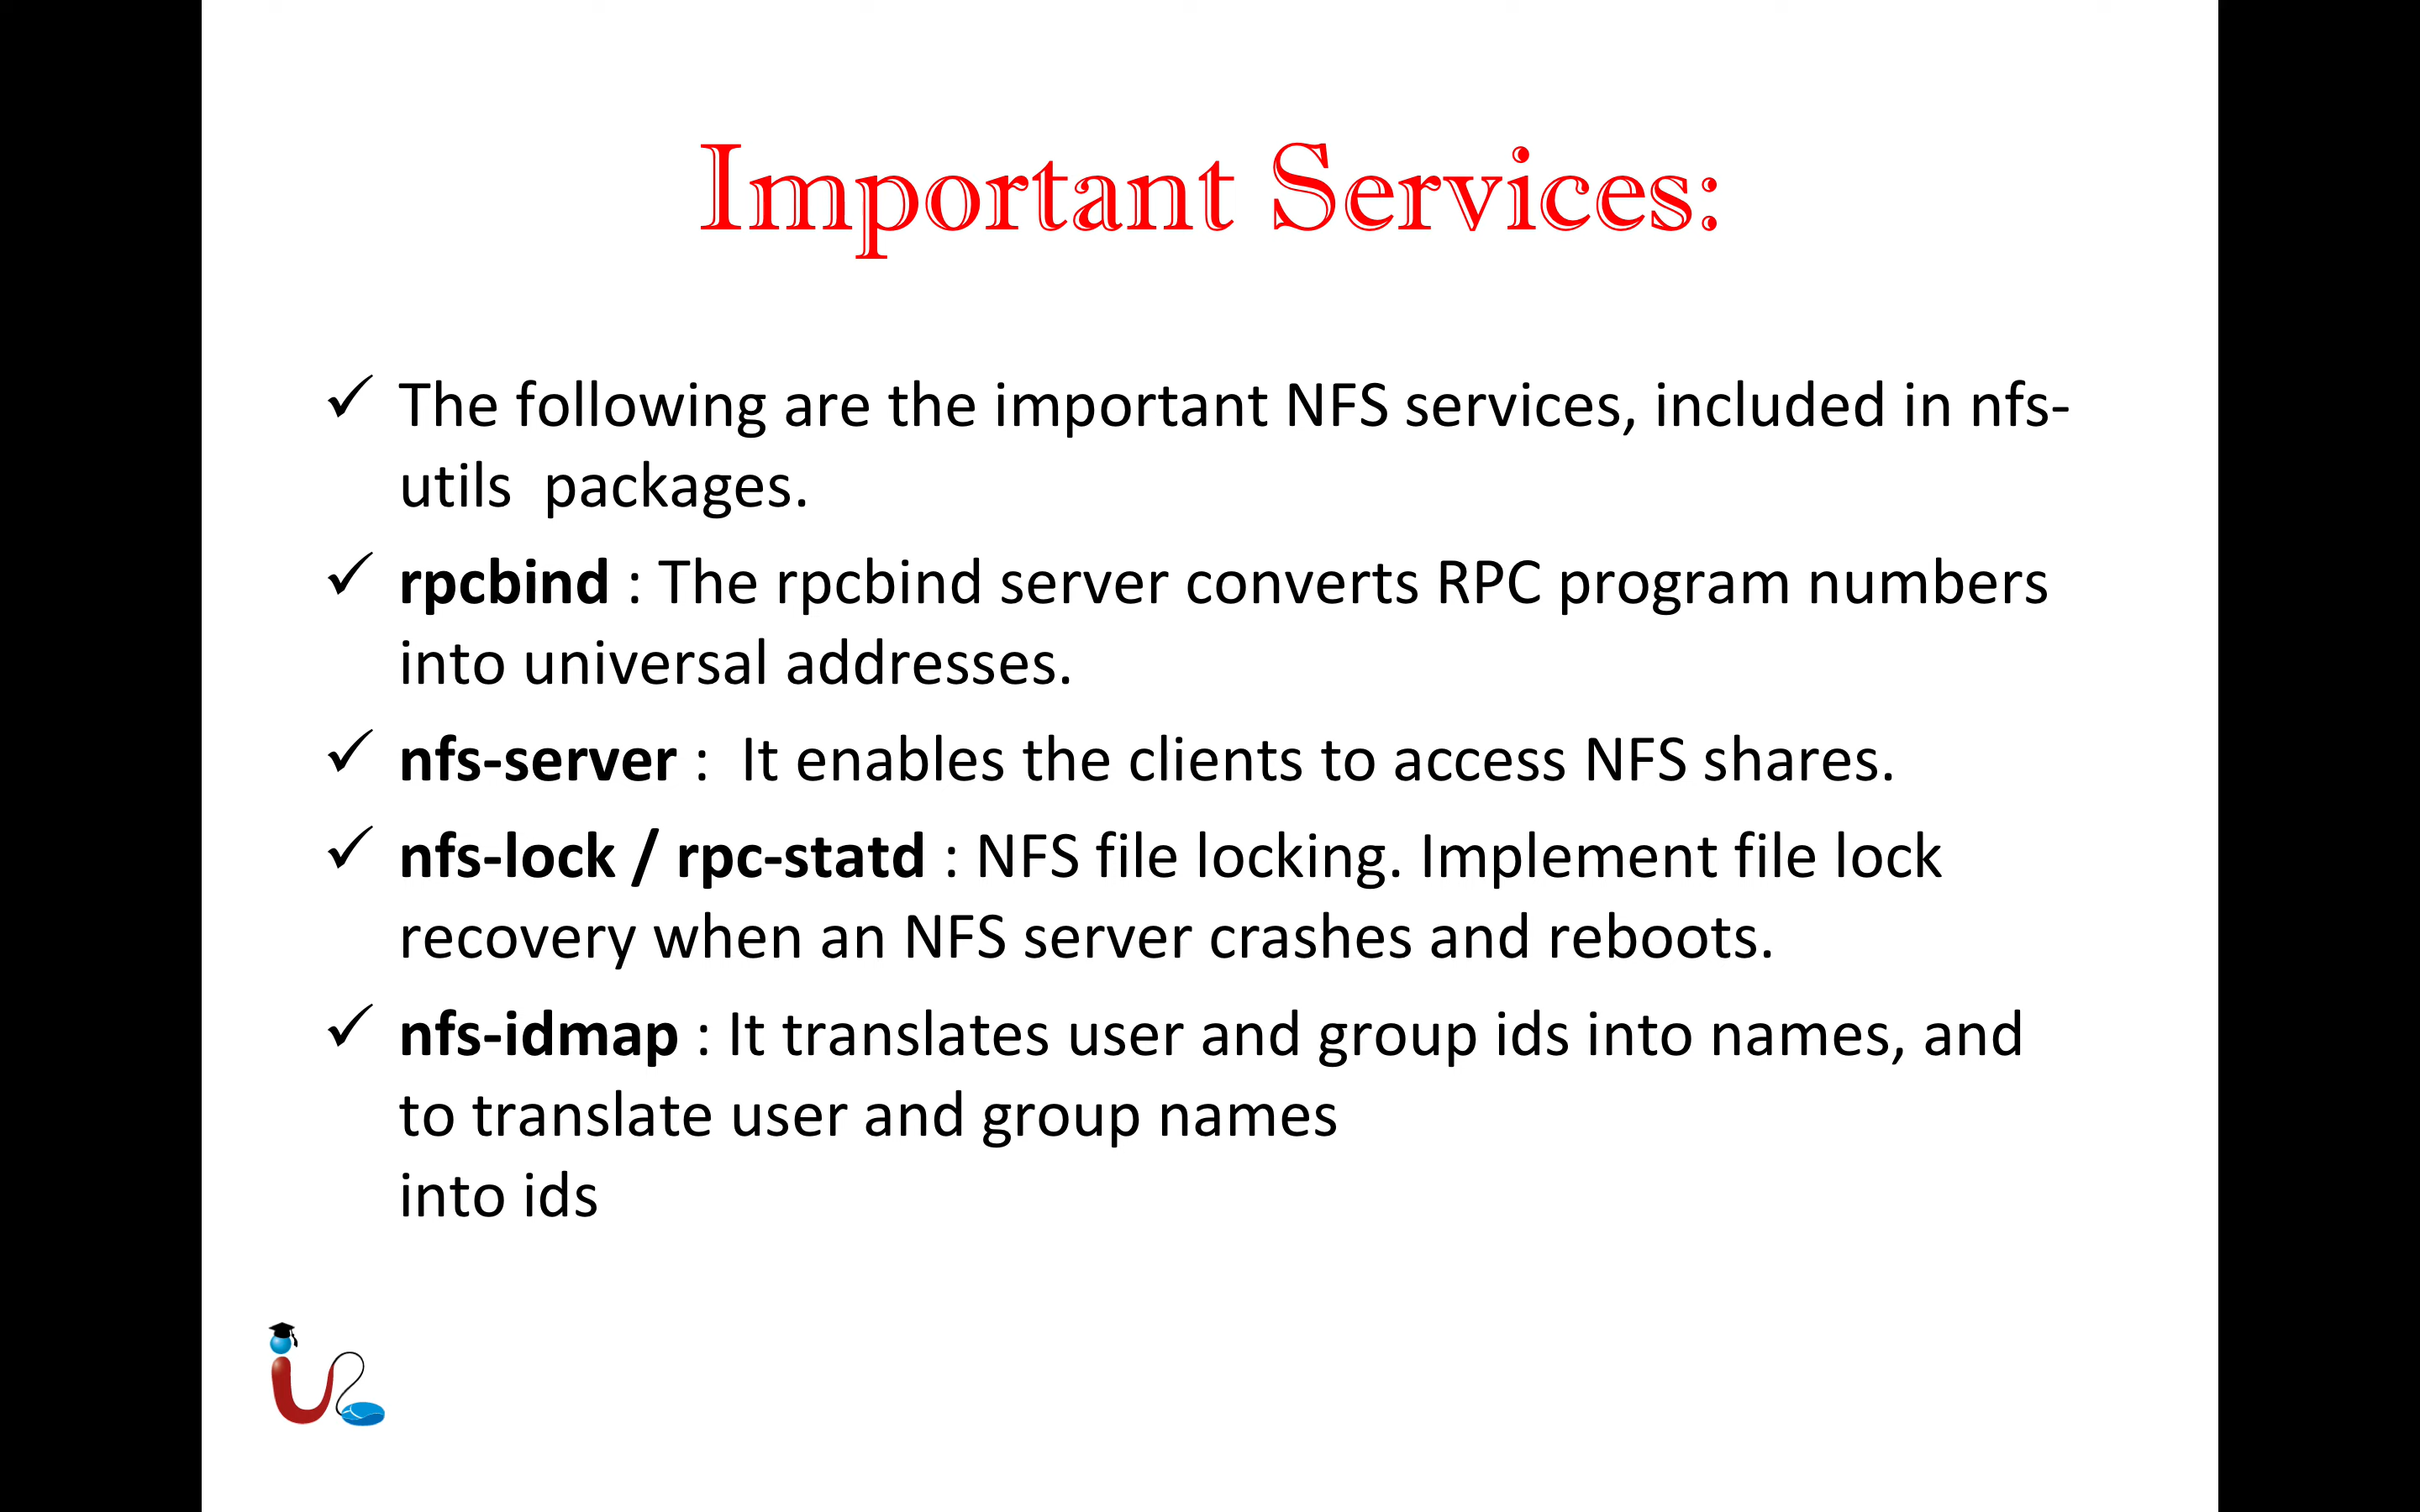 Important Services:
The following are the important NFS services, included in nfs-
utils  packages.
rpcbind : The rpcbind server converts RPC program numbers
into universal addresses.
nfs-server :  It enables the clients to access NFS shares.
nfs-lock / rpc-statd : NFS file locking. Implement file lock
recovery when an NFS server crashes and reboots.
nfs-idmap : It translates user and group ids into names, and
to translate user and group names
into ids